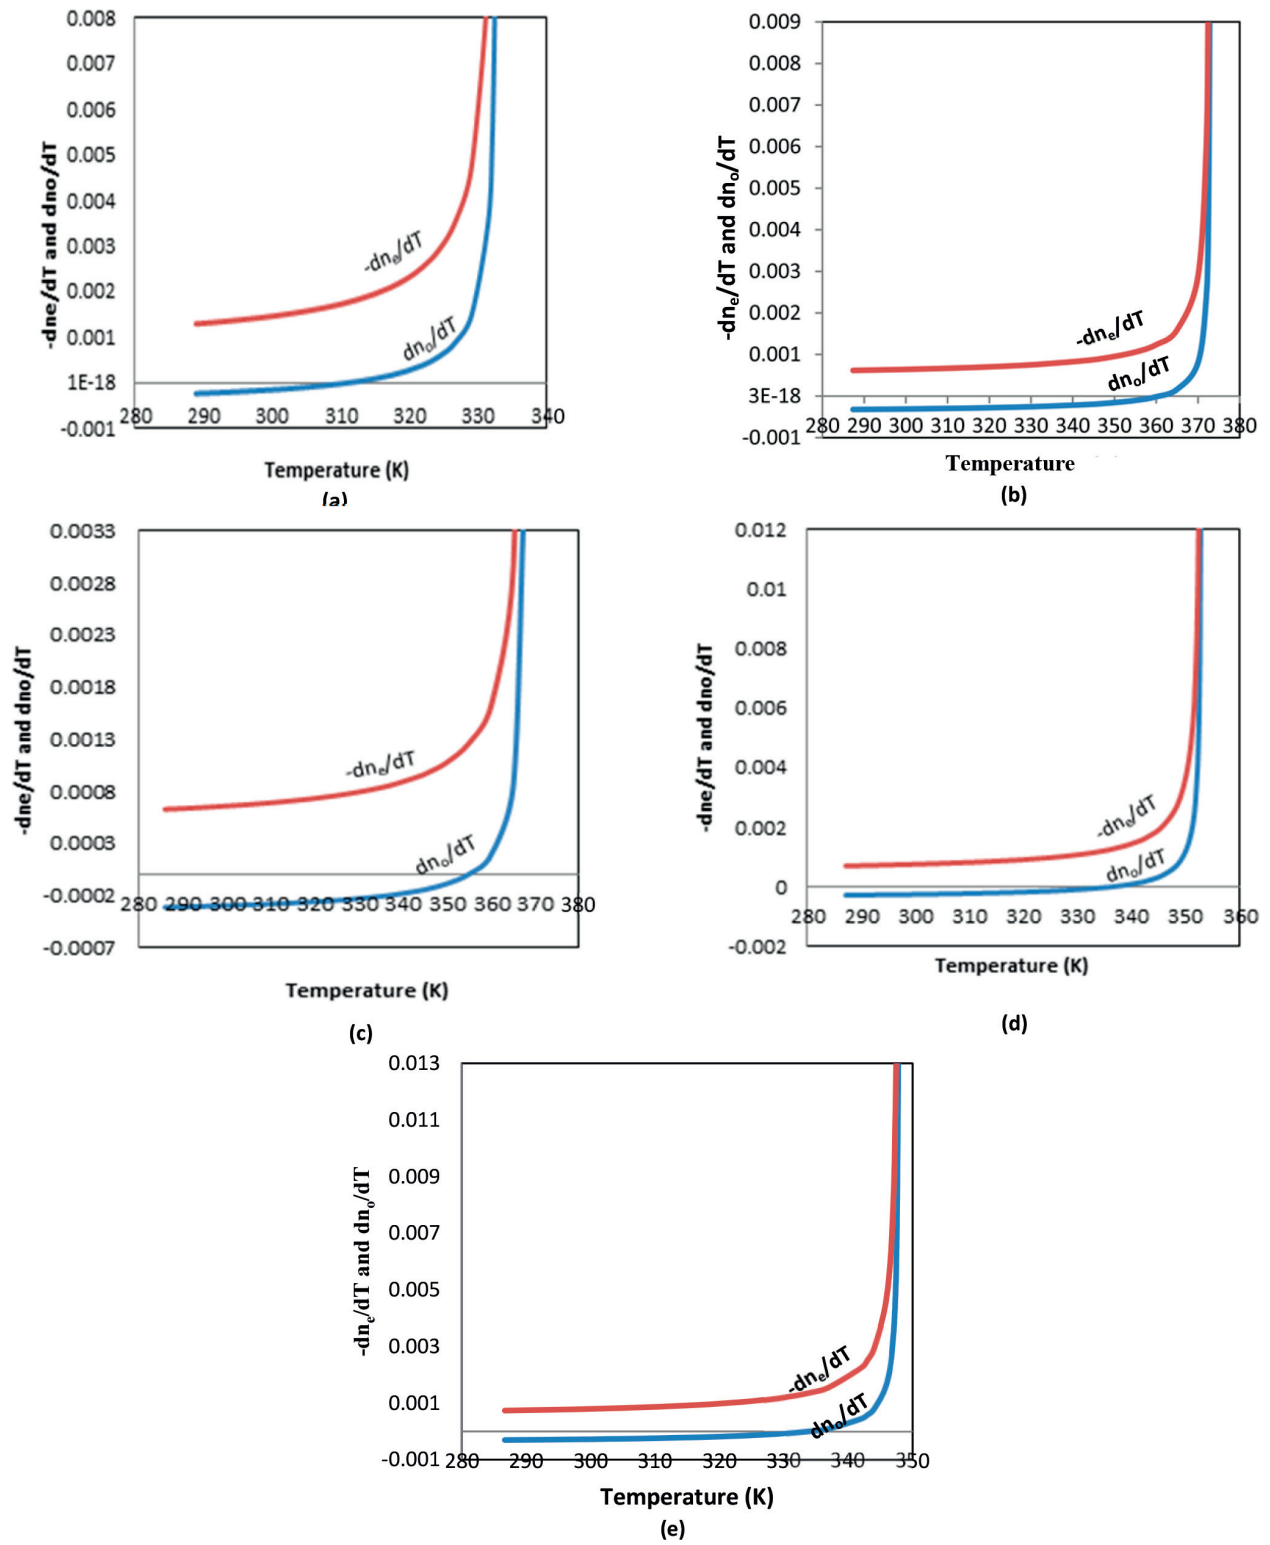 0.008
0.007
0.006
0.005
0.004
0.003
0.002
0.001
1E-18
-0.001
-dne/dT and dno/dT
-dnₑ/dT
dnₒ/dT
280 290 300 310 320 330 340
Temperature (K)
(a)
0.009
0.008
0.007
0.006
0.005
0.004
0.003
0.002
0.001
3E-18
-0.001
-dnₑ/dT and dnₒ/dT
-dnₑ/dT
dnₒ/dT
280 290 300 310 320 330 340 350 360 370 380
Temperature
(b)
0.0033
0.0028
0.0023
0.0018
0.0013
0.0008
0.0003
-0.0002
-0.0007
-dne/dT and dno/dT
-dnₑ/dT
dnₒ/dT
280 290 300 310 320 330 340 350 360 370 380
Temperature (K)
(c)
0.012
0.01
0.008
0.006
0.004
0.002
0
-0.002
-dne/dT and dno/dT
-dnₑ/dT
dnₒ/dT
280 290 300 310 320 330 340 350 360
Temperature (K)
(d)
0.013
0.011
0.009
0.007
0.005
0.003
0.001
-0.001
-dnₑ/dT and dnₒ/dT
-dnₑ/dT
dnₒ/dT
280 290 300 310 320 330 340 350
Temperature (K)
(e)